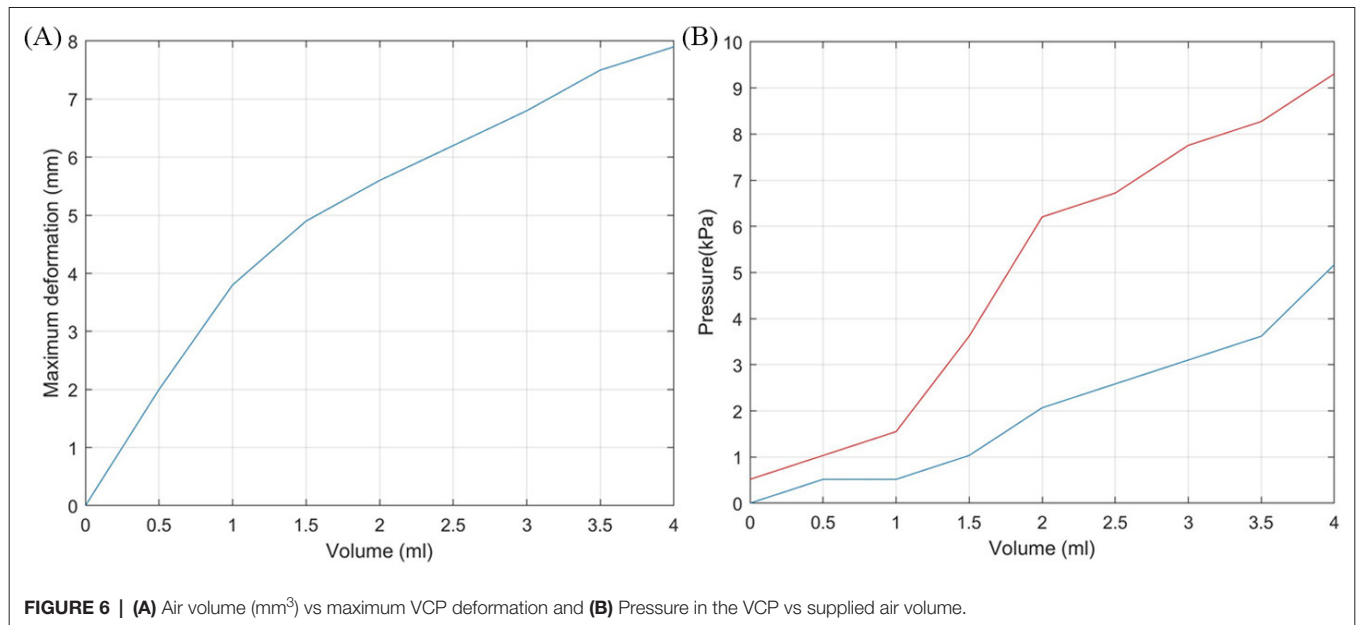 (A)
8
7
6
5
4
3
2
1
0
Maximum deformation (mm)
0 0.5 1 1.5 2 2.5 3 3.5 4
Volume (ml)
(B)
10
9
8
7
6
5
4
3
2
1
0
Pressure(kPa)
0 0.5 1 1.5 2 2.5 3 3.5 4
Volume (ml)
FIGURE 6 | (A) Air volume (mm³) vs maximum VCP deformation and (B) Pressure in the VCP vs supplied air volume.